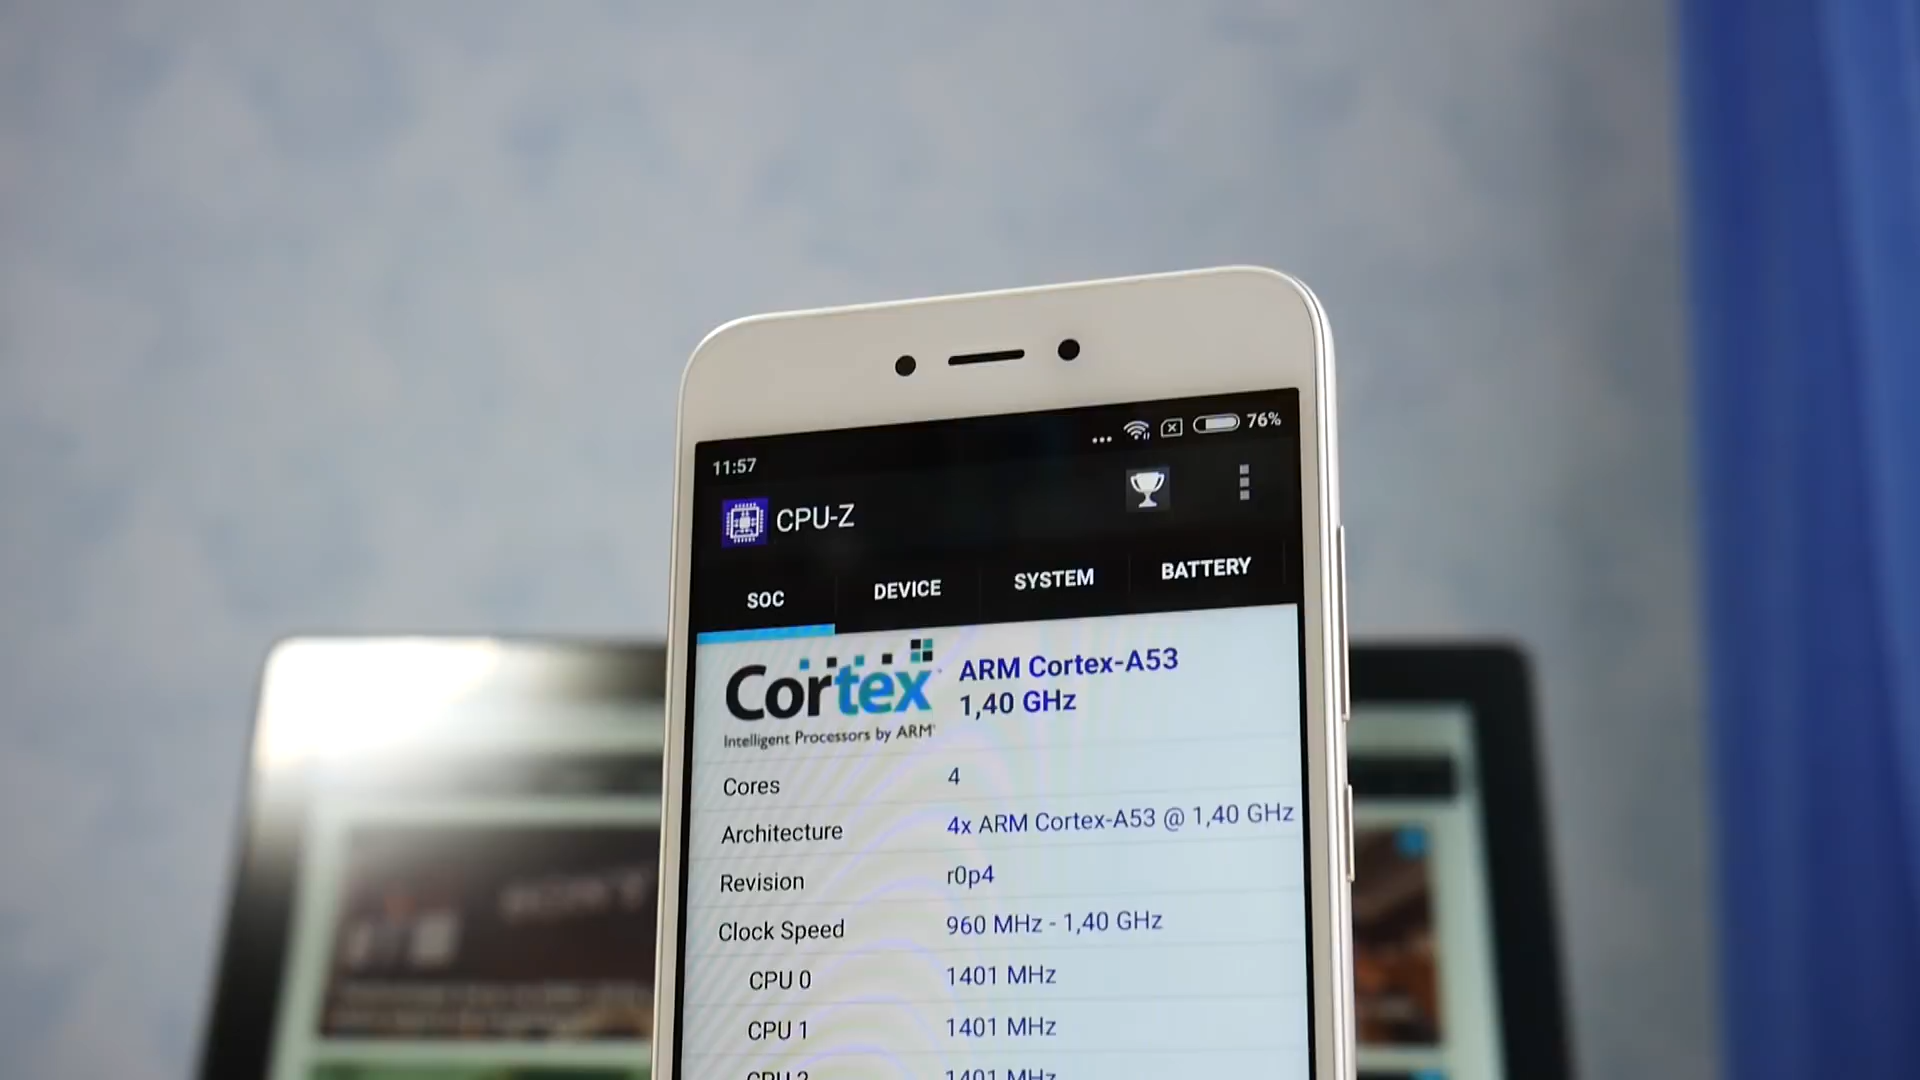 11:57
76%
CPU-Z
SOC
DEVICE
SYSTEM
BATTERY
Cortex
Intelligent Processors by ARM
ARM Cortex-A53
1,40 GHz
Cores 4
Architecture 4x ARM Cortex-A53 @ 1,40 GHz
Revision r0p4
Clock Speed 960 MHz - 1,40 GHz
CPU 0 1401 MHz
CPU 1 1401 MHz
CPU 2 1401 MHz